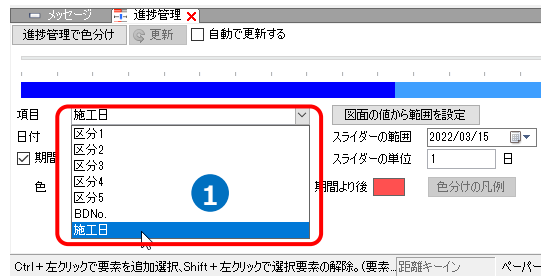 メッセージ 進捗管理
進捗管理で色分け 更新 自動で更新する
項目 施工日 図面の値から範囲を設定
日付 区分1 スライダーの範囲 2022/03/15
区分2
期間 区分3 スライダーの単位 1 日
区分4
色 区分5 期間より後 色分けの凡例
BDNo.
施工日
1
Ctrl+左クリックで要素を追加選択、Shift+左クリックで選択要素の解除。(要素... 距離キーイン ペーパー